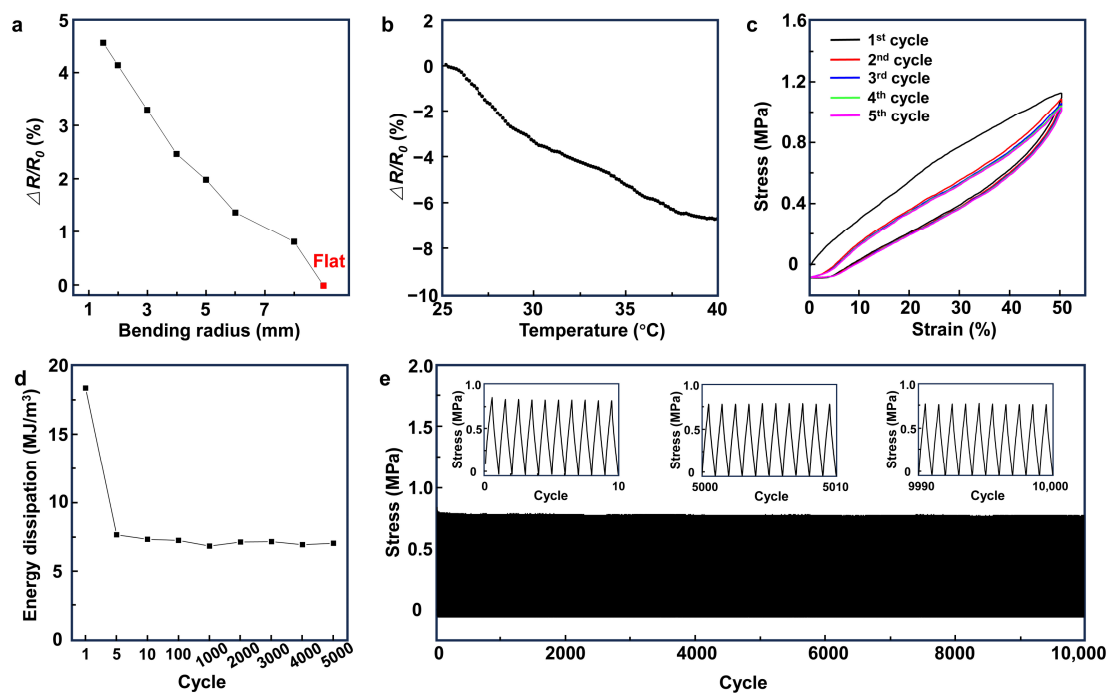 a
5
4
3
2
1
0
△R/R0 (%)
Flat
1
3
5
7
Bending radius (mm)
b
2
0
−2
−4
−6
−8
−10
△R/R0 (%)
25
30
35
40
Temperature (°C)
c
1.6
1.2
0.8
0.4
0
Stress (MPa)
1st cycle
2nd cycle
3rd cycle
4th cycle
5th cycle
0
10
20
30
40
50
Strain (%)
d
20
15
10
5
0
Energy dissipation (MJ/m3)
1
5
10
100
1000
2000
3000
4000
5000
Cycle
e
2.0
1.5
1.0
0.5
0
Stress (MPa)
1.0
0.5
0
Stress (MPa)
0
10
Cycle
1.0
0.5
0
Stress (MPa)
5000
5010
Cycle
1.0
0.5
0
Stress (MPa)
9990
10,000
Cycle
0
2000
4000
6000
8000
10,000
Cycle